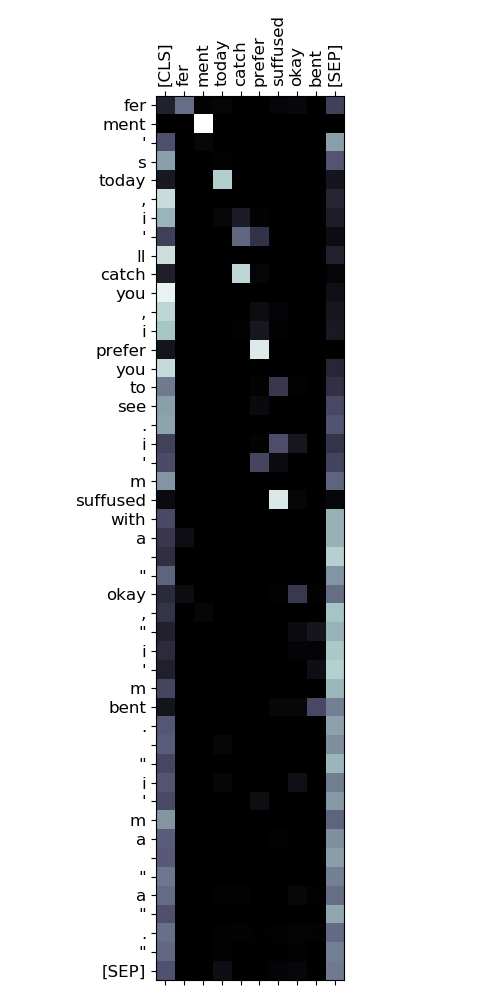 [CLS]
fer
ment
today
catch
prefer
suffused
okay
bent
[SEP]
fer
ment
'
s
today
,
i
'
ll
catch
you
,
i
prefer
you
to
see
.
i
'
m
suffused
with
a
"
okay
,
"
i
'
m
bent
.
"
i
'
m
a
"
a
"
.
"
[SEP]